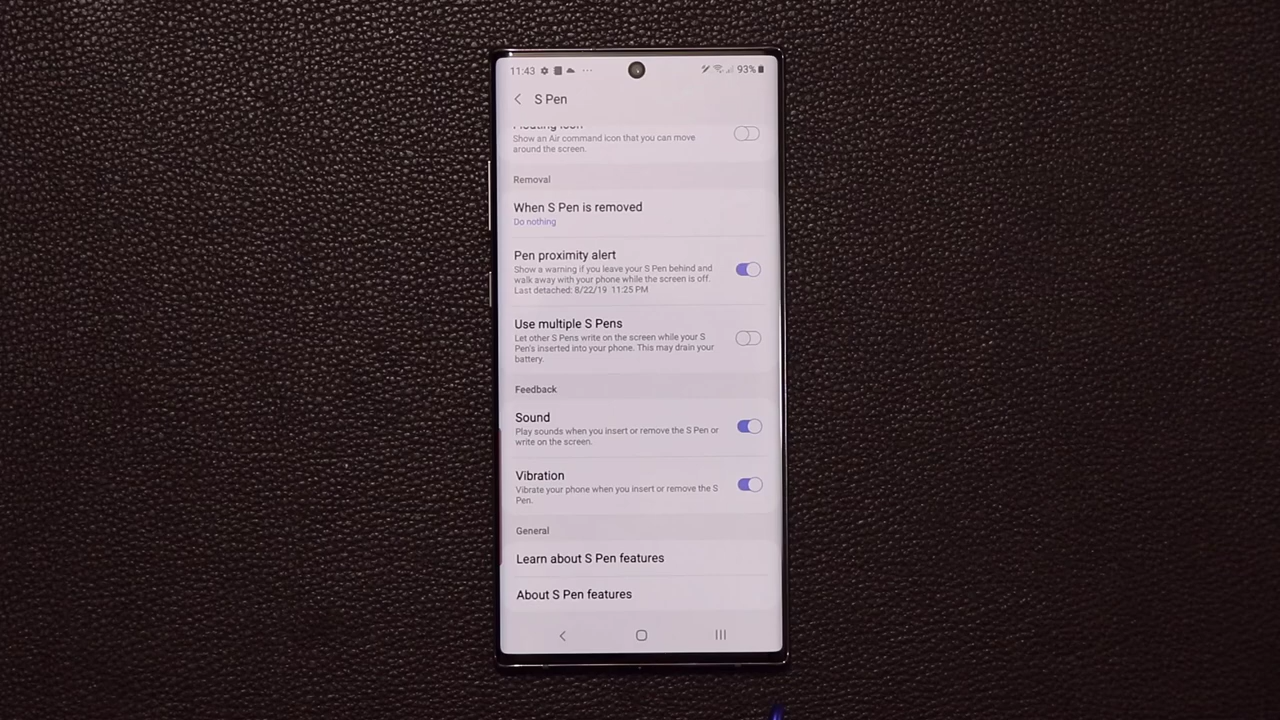 11:43
93%
S Pen
Floating icon
Show an Air command icon that you can move
around the screen.
Removal
When S Pen is removed
Do nothing
Pen proximity alert
Show a warning if you leave your S Pen behind and
walk away with your phone while the screen is off.
Last detached: 8/22/19 11:25 PM
Use multiple S Pens
Let other S Pens write on the screen while your S
Pen's inserted into your phone. This may drain your
battery.
Feedback
Sound
Play sounds when you insert or remove the S Pen or
write on the screen.
Vibration
Vibrate your phone when you insert or remove the S
Pen.
General
Learn about S Pen features
About S Pen features